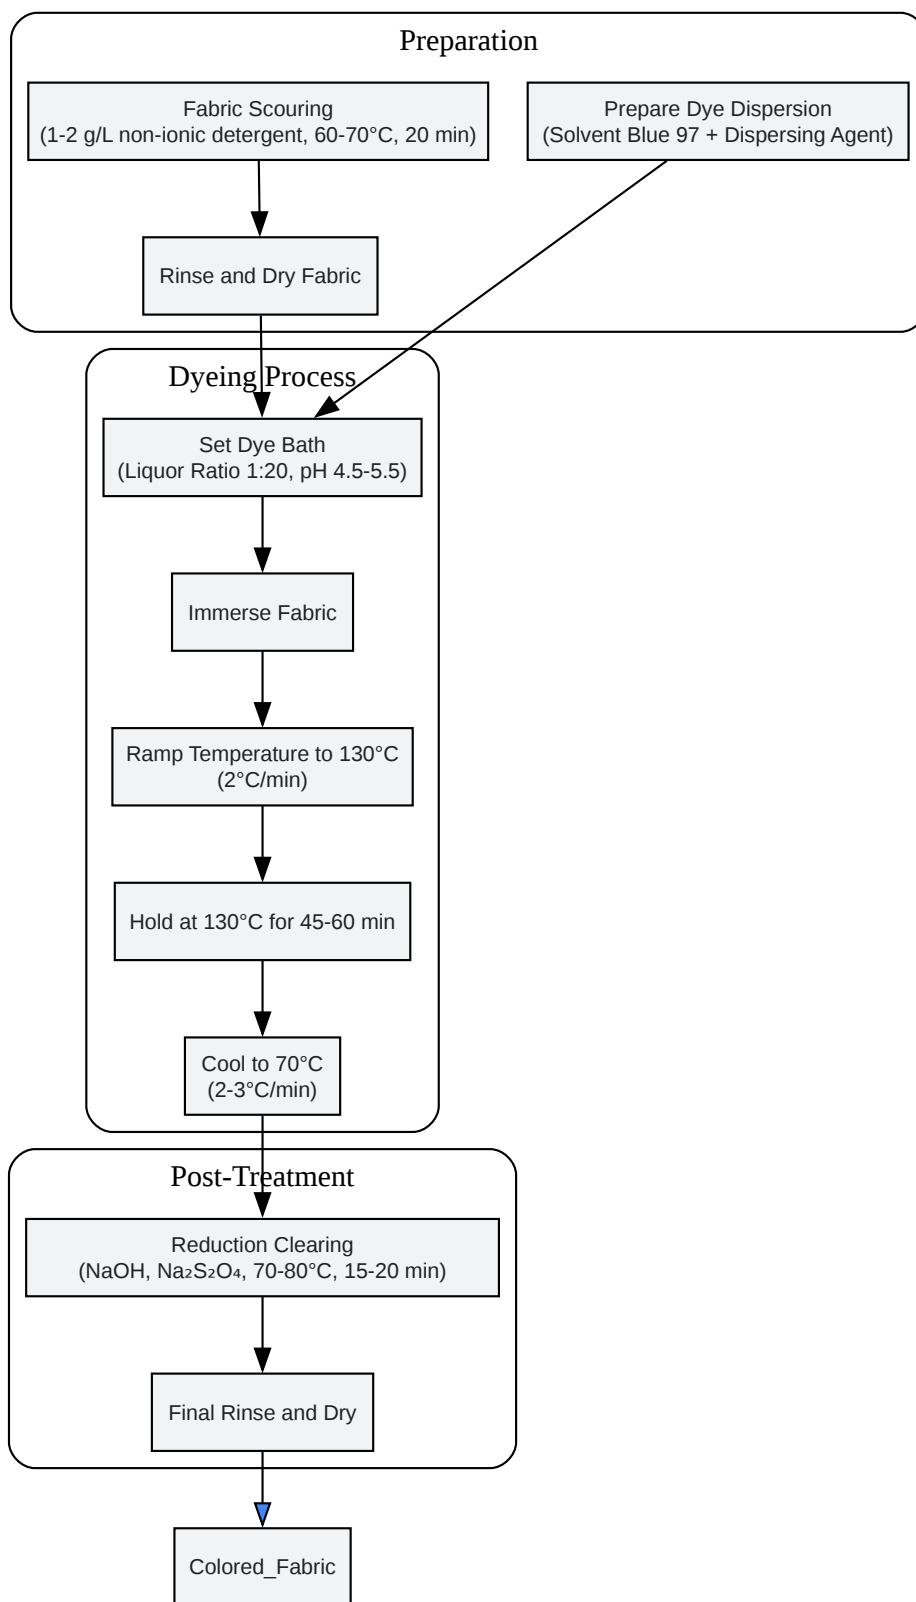 Preparation
Fabric Scouring
(1-2 g/L non-ionic detergent, 60-70°C, 20 min)
Prepare Dye Dispersion
(Solvent Blue 97 + Dispersing Agent)
Rinse and Dry Fabric
Dyeing Process
Set Dye Bath
(Liquor Ratio 1:20, pH 4.5-5.5)
Immerse Fabric
Ramp Temperature to 130°C
(2°C/min)
Hold at 130°C for 45-60 min
Cool to 70°C
(2-3°C/min)
Post-Treatment
Reduction Clearing
(NaOH, Na₂S₂O₄, 70-80°C, 15-20 min)
Final Rinse and Dry
Colored_Fabric